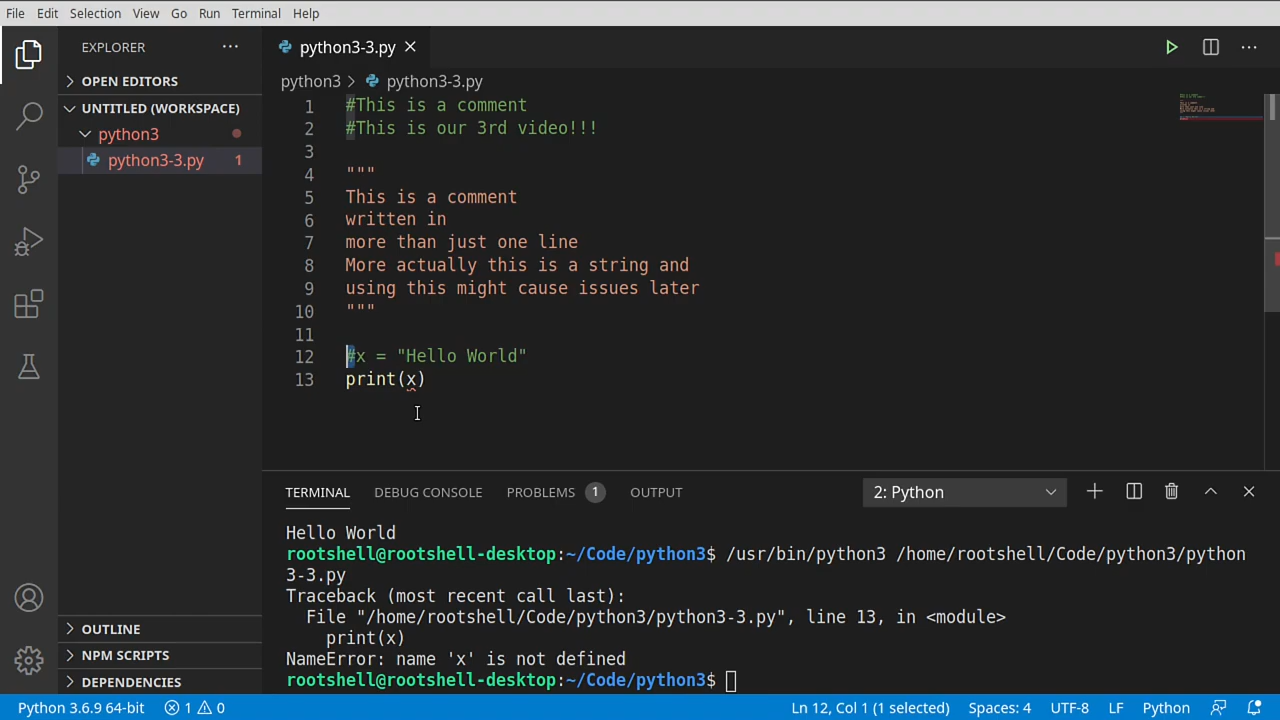 File Edit Selection View Go Run Terminal Help
EXPLORER
OPEN EDITORS
UNTITLED (WORKSPACE)
python3
python3-3.py 1
python3-3.py
python3 > python3-3.py
1 #This is a comment
2 #This is our 3rd video!!!
3
4 """
5 This is a comment
6 written in
7 more than just one line
8 More actually this is a string and
9 using this might cause issues later
10 """
11
12 #x = "Hello World"
13 print(x)
TERMINAL DEBUG CONSOLE PROBLEMS 1 OUTPUT 2: Python
Hello World
rootshell@rootshell-desktop:~/Code/python3$ /usr/bin/python3 /home/rootshell/Code/python3/python
3-3.py
Traceback (most recent call last):
  File "/home/rootshell/Code/python3/python3-3.py", line 13, in <module>
    print(x)
NameError: name 'x' is not defined
rootshell@rootshell-desktop:~/Code/python3$
OUTLINE
NPM SCRIPTS
DEPENDENCIES
Python 3.6.9 64-bit 1 0 Ln 12, Col 1 (1 selected) Spaces: 4 UTF-8 LF Python